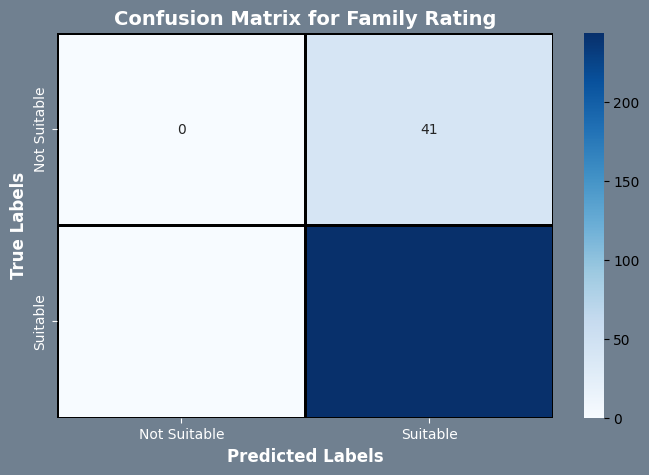 Confusion Matrix for Family Rating
True Labels
Not Suitable
Suitable
0
41
Not Suitable
Suitable
Predicted Labels
200
150
100
50
0